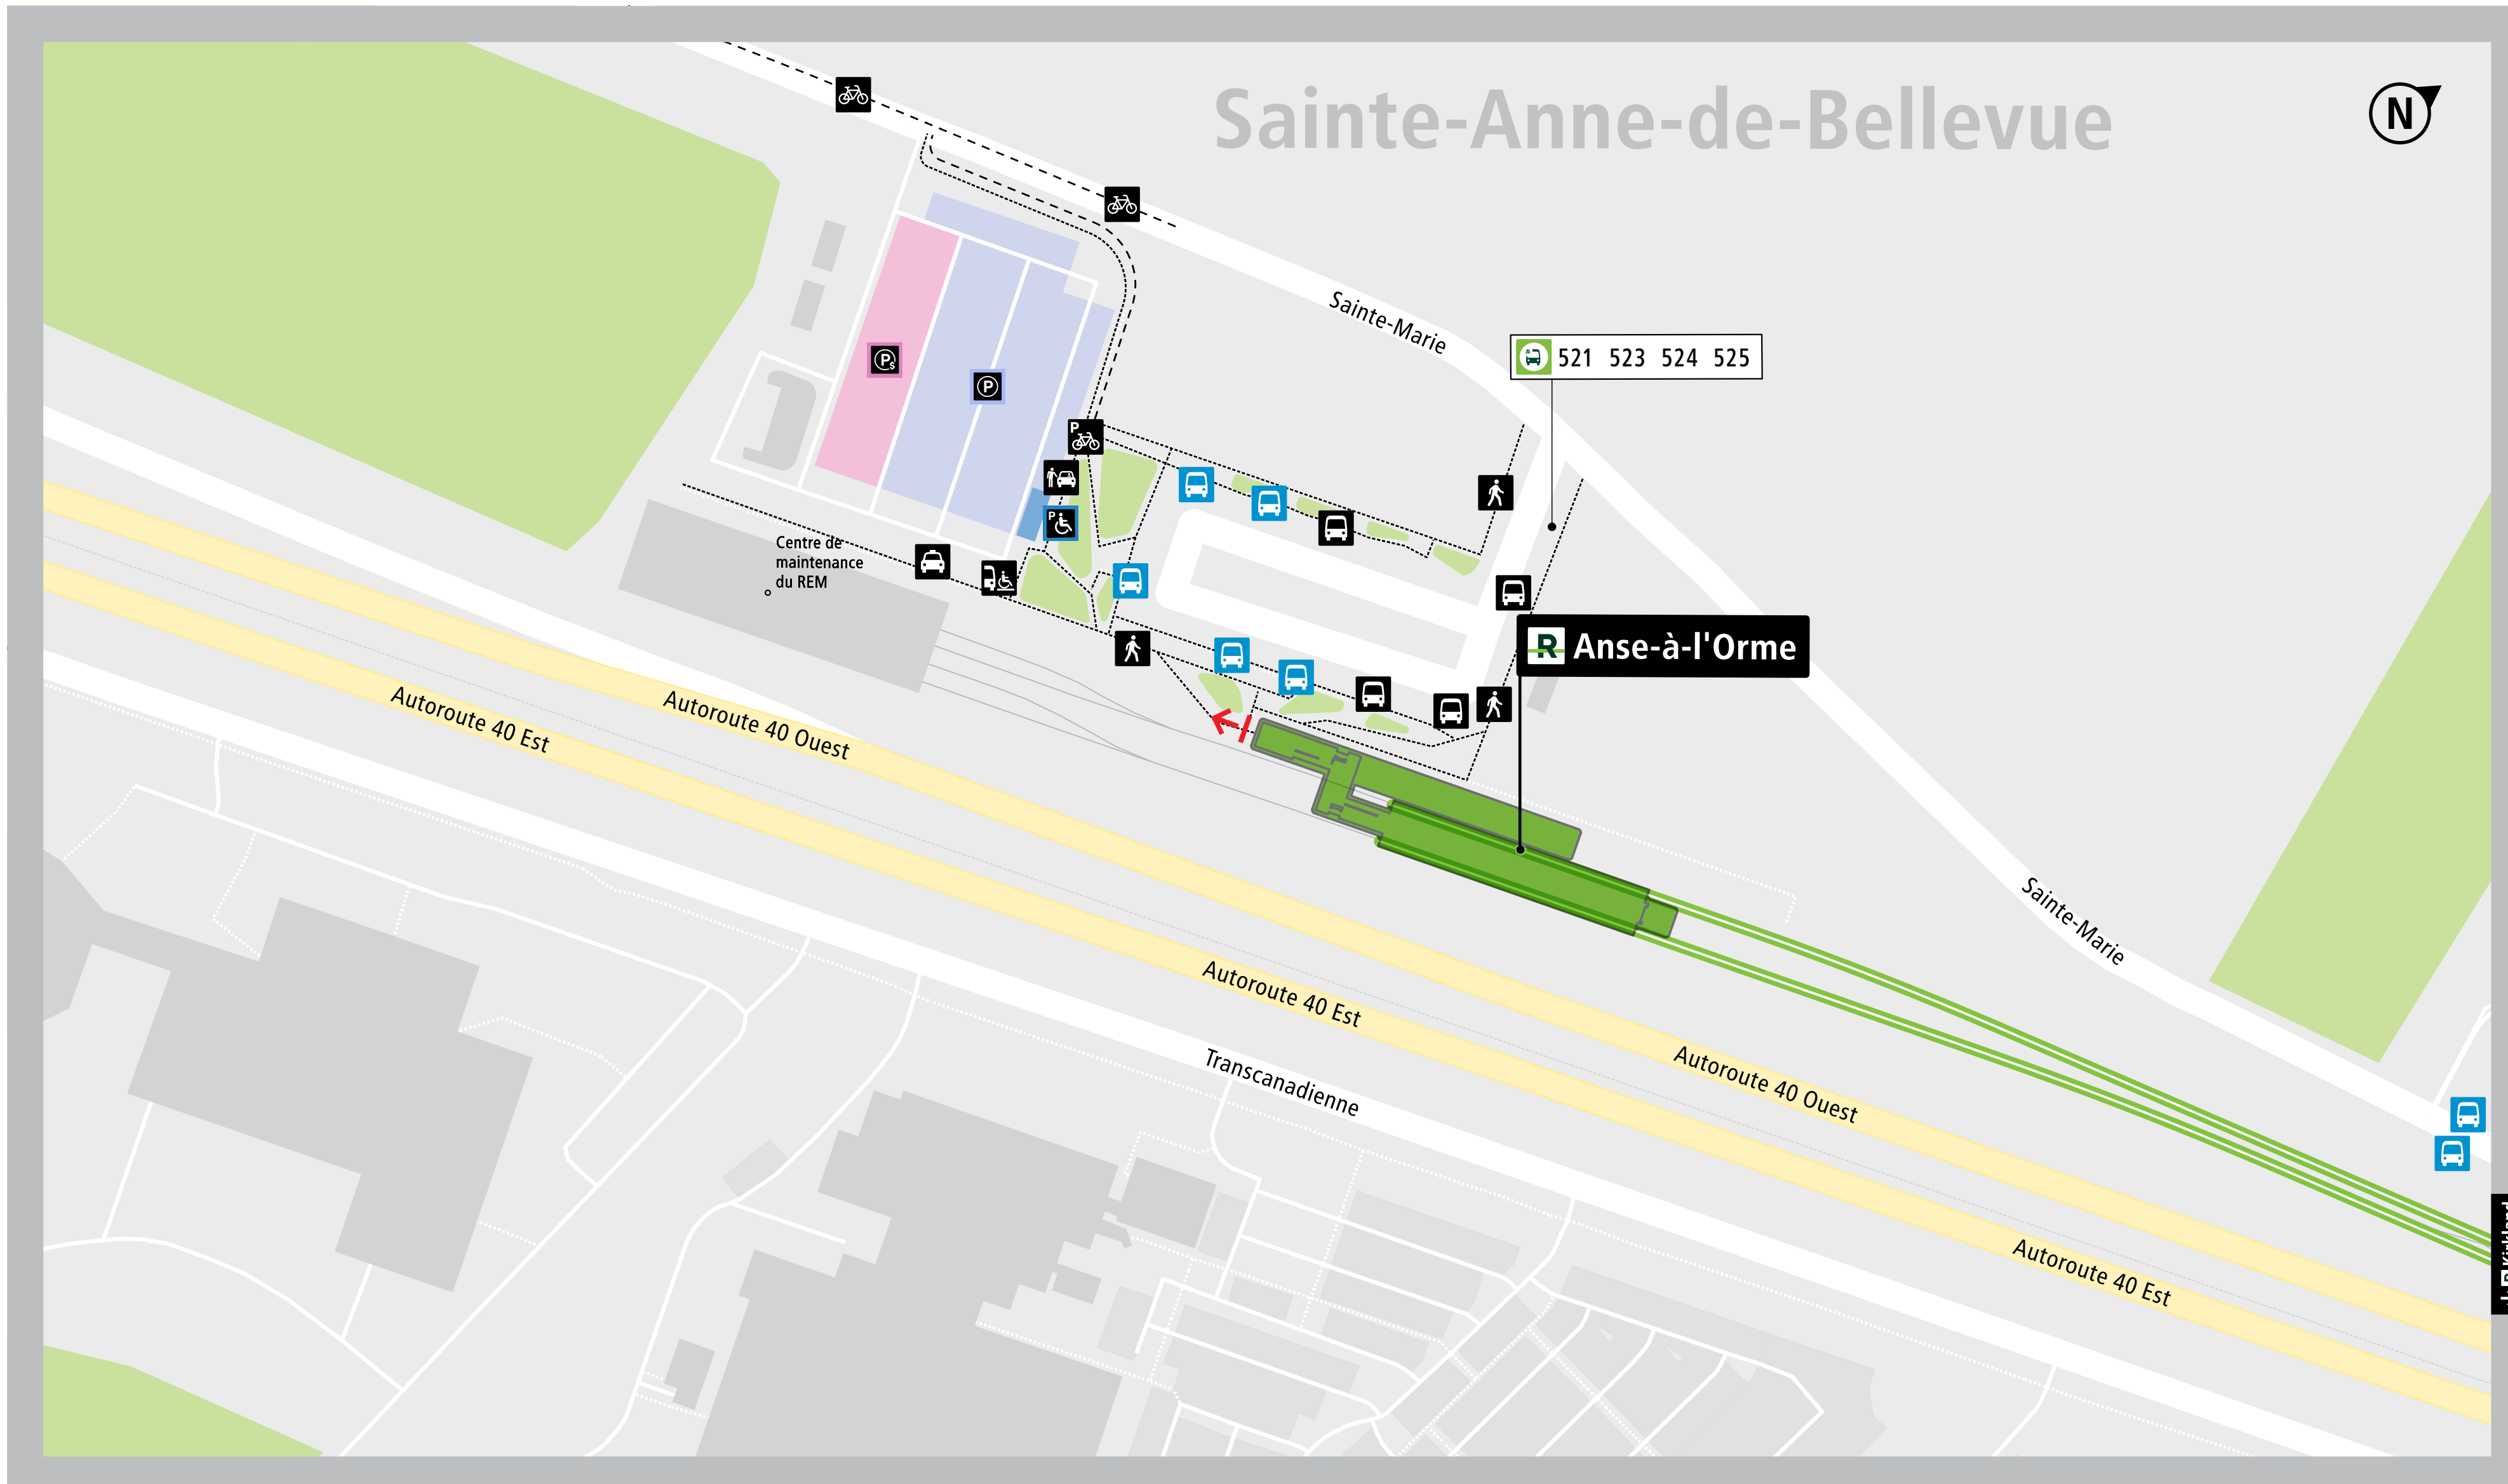 Sainte-Anne-de-Bellevue
N
Sainte-Marie
521 523 524 525
P$
P
P
P
Centre de
maintenance
du REM
R Anse-à-l'Orme
Autoroute 40 Est
Autoroute 40 Ouest
Sainte-Marie
Autoroute 40 Est
Transcanadienne
Autoroute 40 Ouest
Autoroute 40 Est